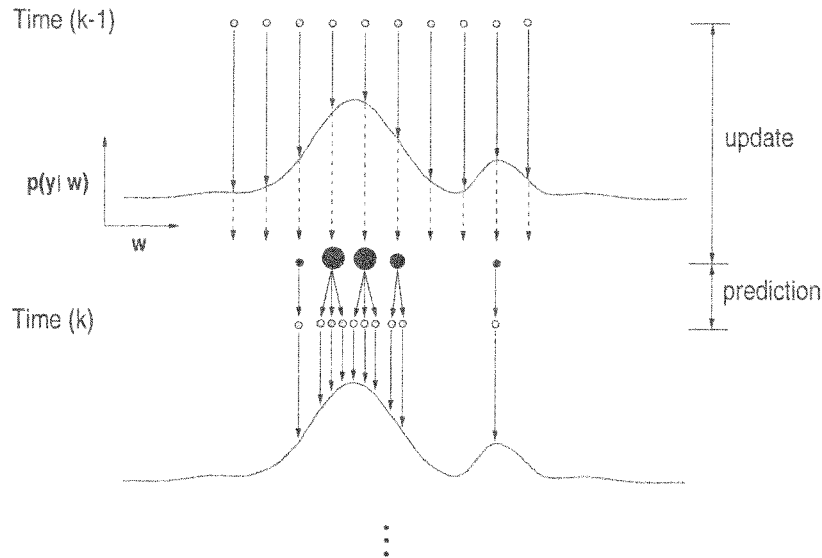 Time (k-1)
update
p(y| w)
w
prediction
Time (k)